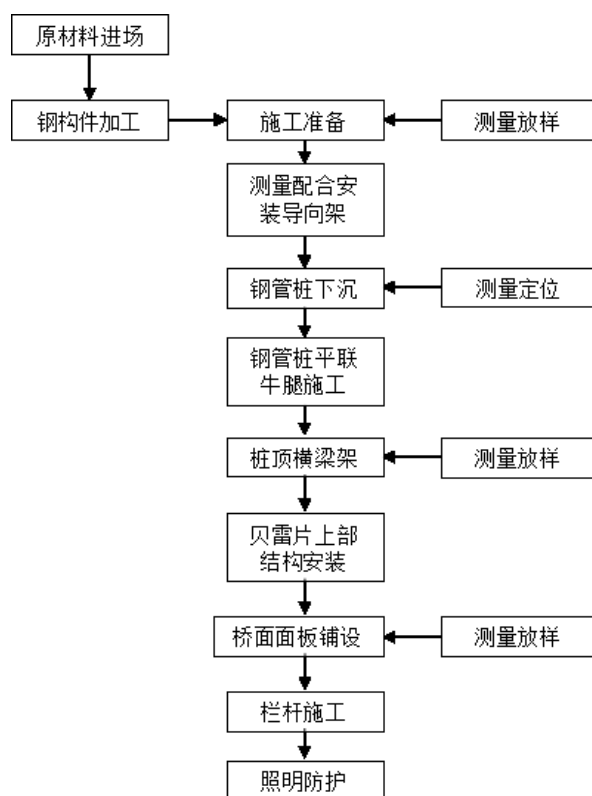 原材料进场
钢构件加工
施工准备
测量放样
测量配合安
装导向架
钢管桩下沉
测量定位
钢管桩平联
牛腿施工
桩顶横梁架
测量放样
贝雷片上部
结构安装
桥面面板铺设
测量放样
栏杆施工
照明防护